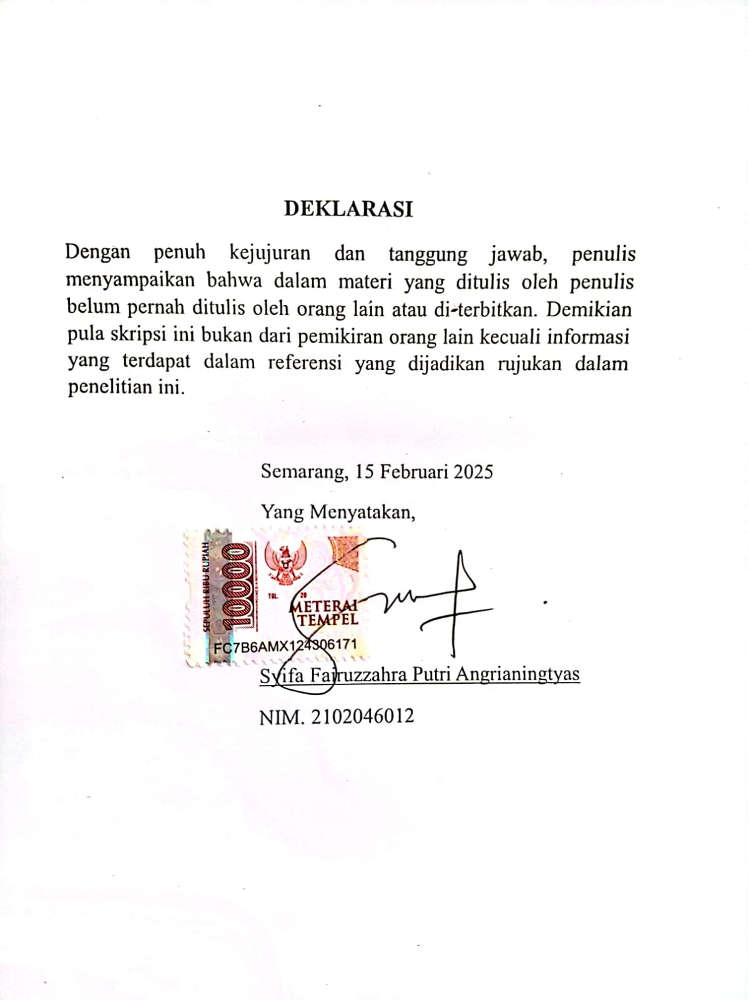 DEKLARASI
Dengan penuh kejujuran dan tanggung jawab, penulis
menyampaikan bahwa dalam materi yang ditulis oleh penulis
belum pernah ditulis oleh orang lain atau di-terbitkan. Demikian
pula skripsi ini bukan dari pemikiran orang lain kecuali informasi
yang terdapat dalam referensi yang dijadikan rujukan dalam
penelitian ini.
Semarang, 15 Februari 2025
Yang Menyatakan,
SEPULUH RIBU RUPIAH
10000
TGL. 20
METERAI
TEMPEL
FC7B6AMX124306171
Syifa Fairuzzahra Putri Angrianingtyas
NIM. 2102046012